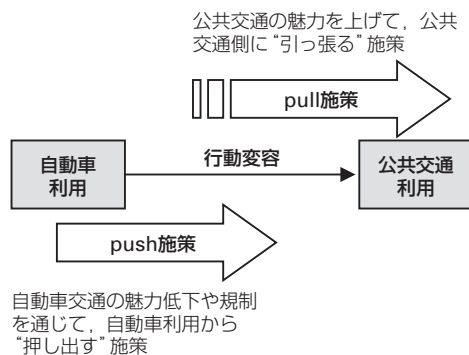 公共交通の魅力を上げて，公共
交通側に“引っ張る”施策
pull施策
自動車
利用
行動変容
公共交通
利用
push施策
自動車交通の魅力低下や規制
を通じて，自動車利用から
“押し出す”施策